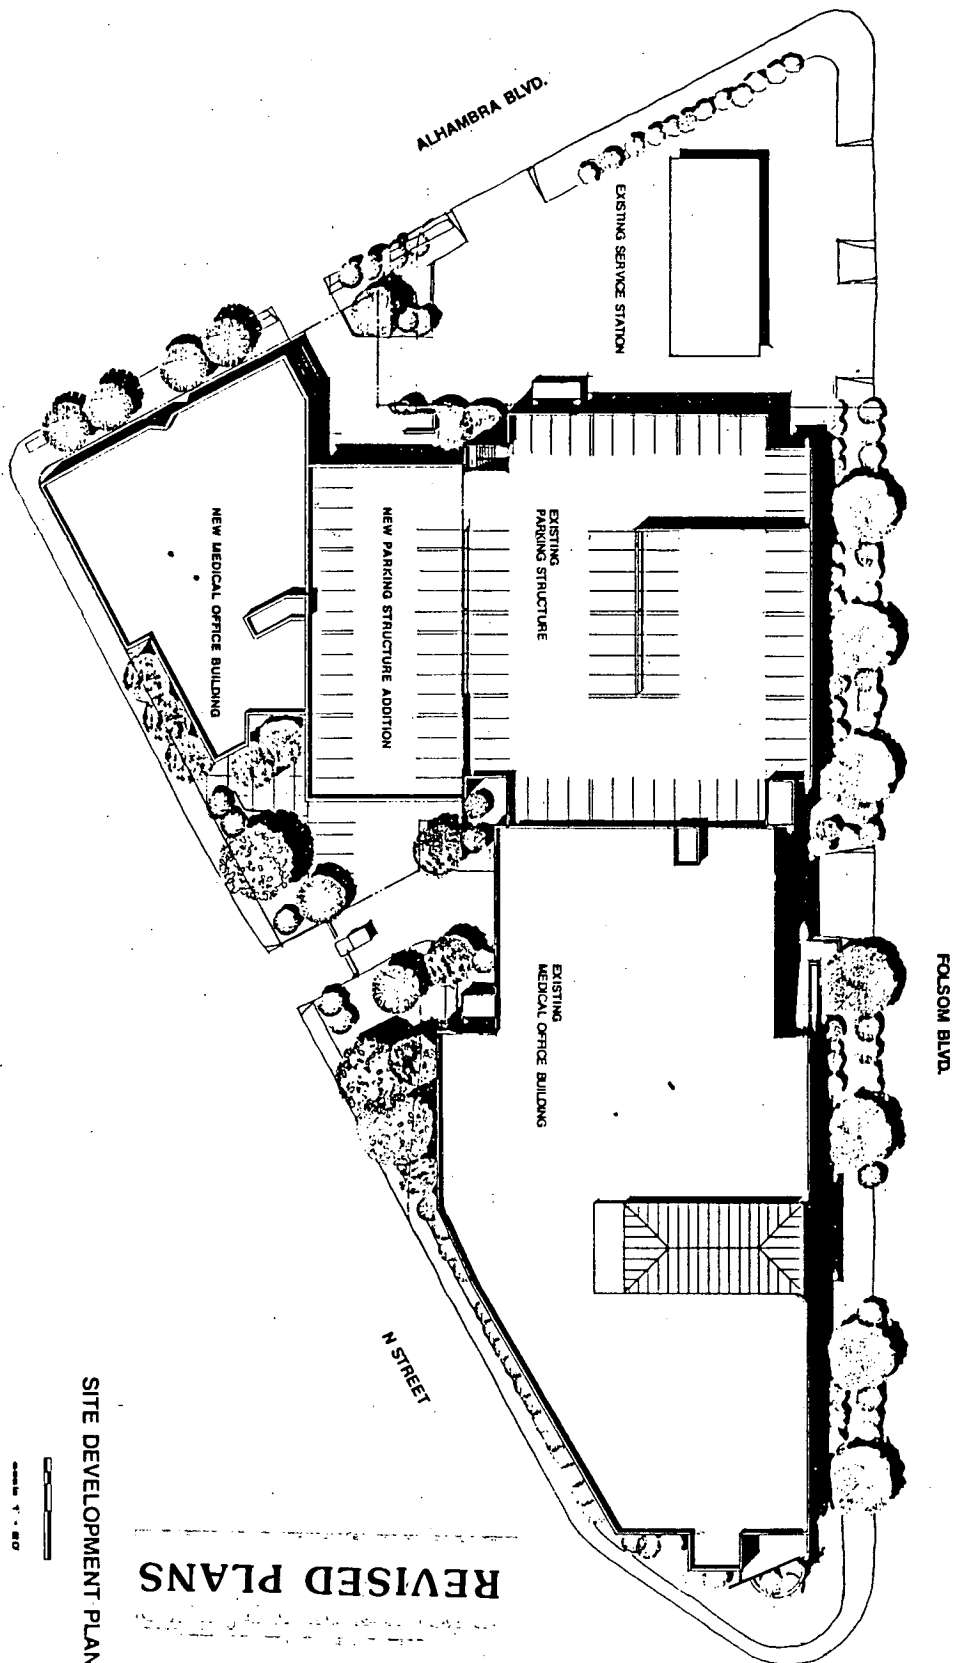 FOLSOM BLVD.
ALHAMBRA BLVD.
EXISTING SERVICE STATION
EXISTING
PARKING STRUCTURE
NEW PARKING STRUCTURE ADDITION
NEW MEDICAL OFFICE BUILDING
EXISTING
MEDICAL OFFICE BUILDING
N STREET
SITE DEVELOPMENT PLAN
REVISED PLANS